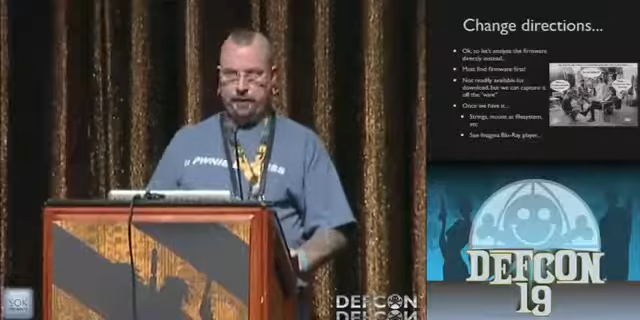 Change directions...
Ok, so let's analyze the firmware
directly instead..
Must find firmware first!
Not readily available for
download, but we can capture it
off the "wire"
Once we have it...
Strings, mount as filesystem,
etc
See Insignia Blu-Ray player...
DEFCON
DEFCON
19